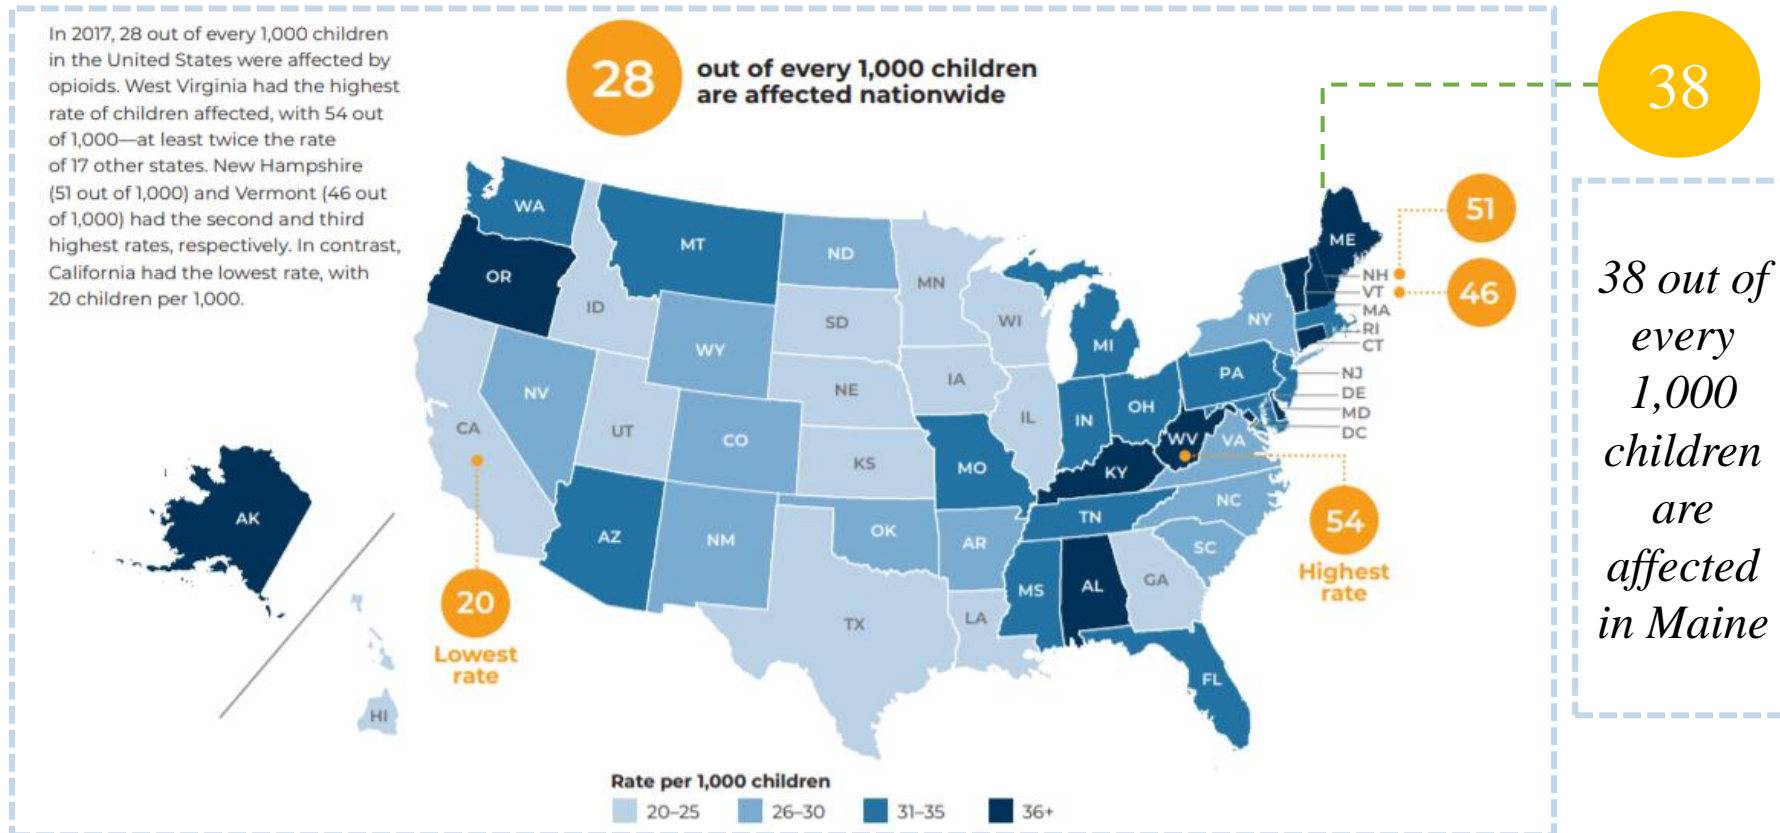 In 2017, 28 out of every 1,000 children
in the United States were affected by
opioids. West Virginia had the highest
rate of children affected, with 54 out
of 1,000—at least twice the rate
of 17 other states. New Hampshire
(51 out of 1,000) and Vermont (46 out
of 1,000) had the second and third
highest rates, respectively. In contrast,
California had the lowest rate, with
20 children per 1,000.
28
out of every 1,000 children
are affected nationwide
38
38 out of
every
1,000
children
are
affected
in Maine
WA
OR
MT
ID
ND
MN
SD
WI
WY
NV
CA
UT
CO
NE
IA
KS
IL
MI
IN
OH
PA
NY
ME
NH
VT
MA
RI
CT
NJ
DE
MD
DC
51
46
WV
VA
KY
MO
TN
NC
SC
AZ
NM
OK
AR
MS
AL
GA
TX
LA
FL
AK
HI
20
Lowest
rate
54
Highest
rate
Rate per 1,000 children
20–25
26–30
31–35
36+